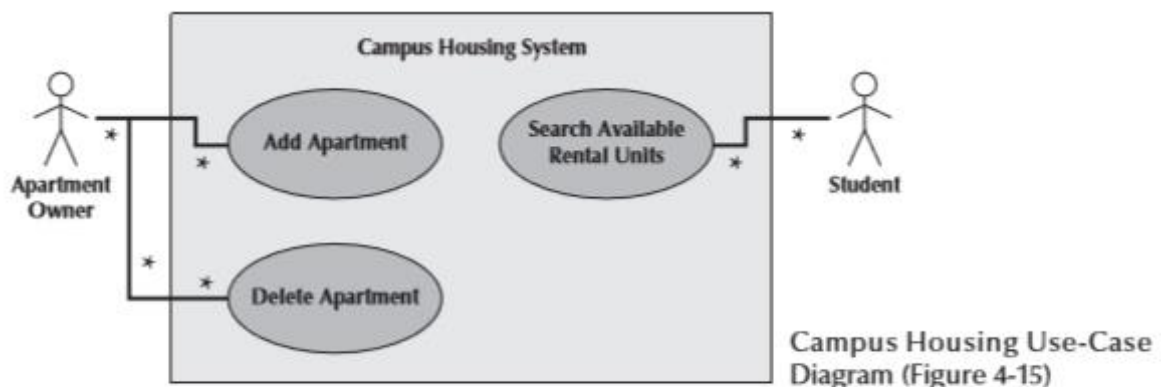 Campus Housing System
Add Apartment
Search Available
Rental Units
*
*
*
*
Apartment
Owner
Student
*
*
Delete Apartment
Campus Housing Use-Case
Diagram (Figure 4-15)